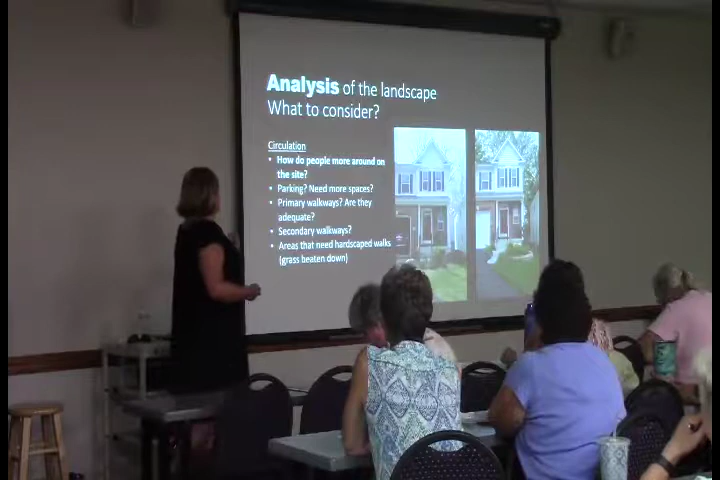 Analysis of the landscape
What to consider?
Circulation
• How do people more around on
the site?
• Parking? Need more spaces?
• Primary walkways? Are they
adequate?
• Secondary walkways?
• Areas that need hardscaped walks
(grass beaten down)